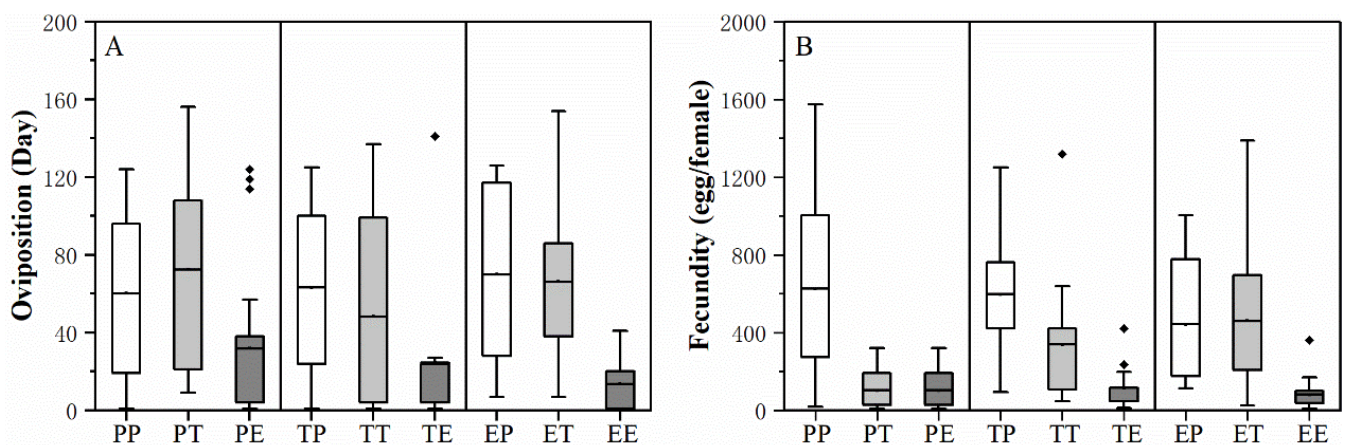 A
Oviposition (Day)
200
160
120
80
40
0
PP PT PE TP TT TE EP ET EE
B
Fecundity (egg/female)
2000
1600
1200
800
400
0
PP PT PE TP TT TE EP ET EE